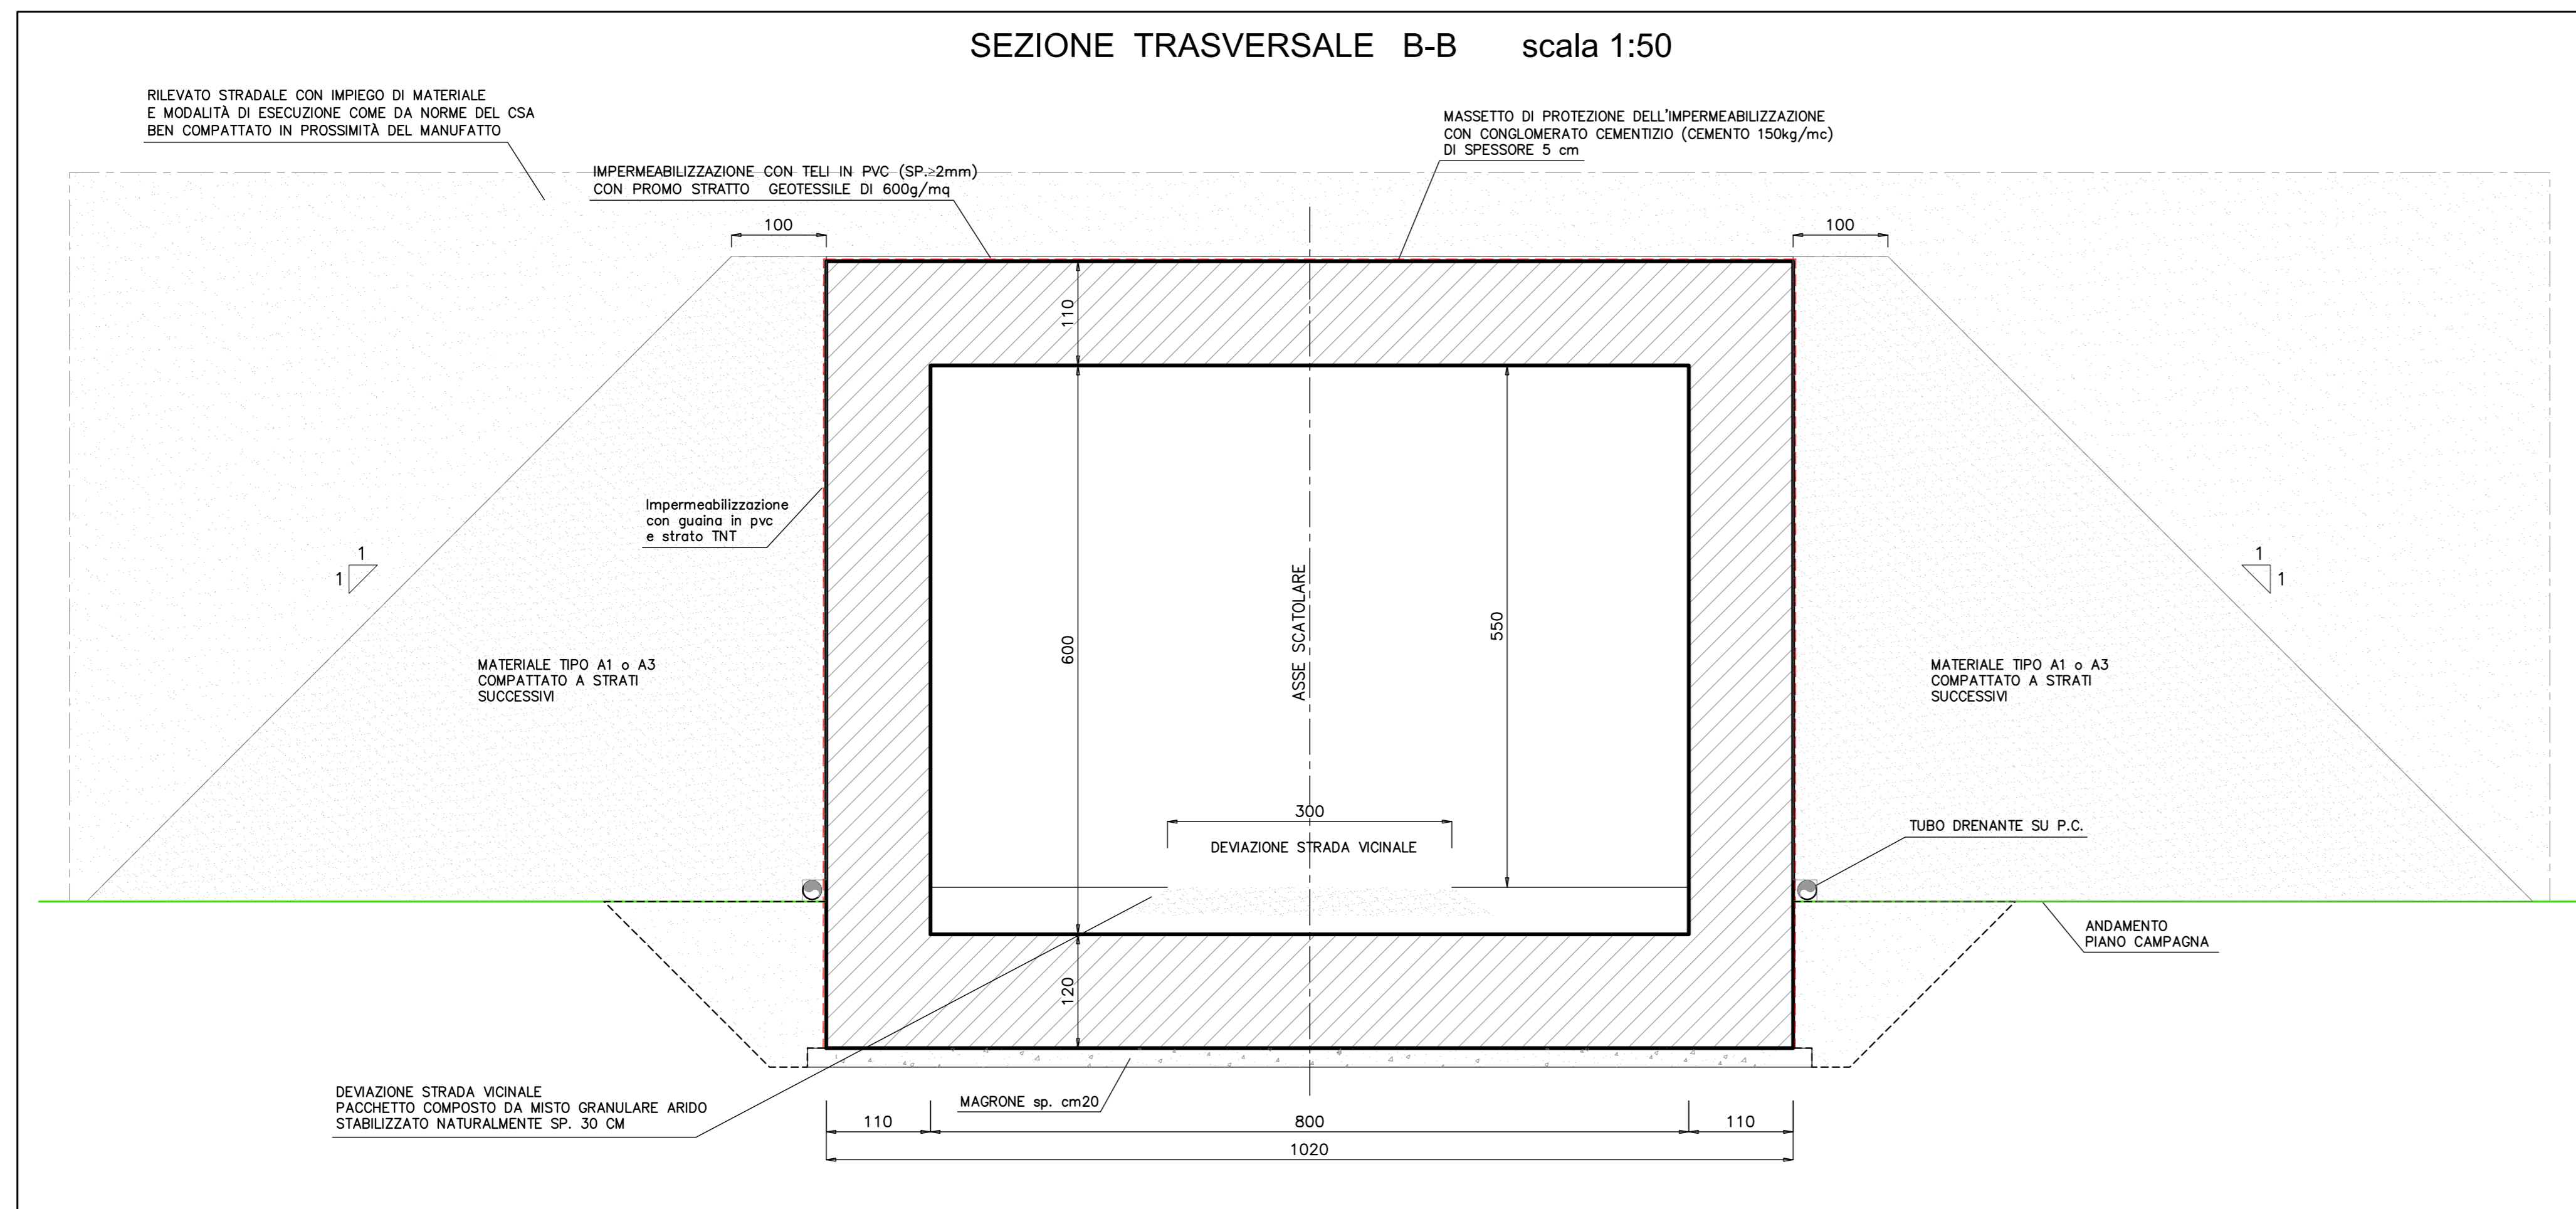 SEZIONE TRASVERSALE B-B scala 1:50
RILEVATO STRADALE CON IMPIEGO DI MATERIALE
E MODALITÀ DI ESECUZIONE COME DA NORME DEL CSA
BEN COMPATTATO IN PROSSIMITÀ DEL MANUFATTO
MASSETTO DI PROTEZIONE DELL'IMPERMEABILIZZAZIONE
CON CONGLOMERATO CEMENTIZIO (CEMENTO 150kg/mc)
DI SPESSORE 5 cm
IMPERMEABILIZZAZIONE CON TELI IN PVC (SP.≥2mm)
CON PROMO STRATTO GEOTESSILE DI 600g/mq
100
100
110
Impermeabilizzazione
con guaina in pvc
e strato TNT
1
1
1
1
ASSE SCATOLARE
600
550
MATERIALE TIPO A1 o A3
COMPATTATO A STRATI
SUCCESSIVI
MATERIALE TIPO A1 o A3
COMPATTATO A STRATI
SUCCESSIVI
300
DEVIAZIONE STRADA VICINALE
TUBO DRENANTE SU P.C.
ANDAMENTO
PIANO CAMPAGNA
120
DEVIAZIONE STRADA VICINALE
PACCHETTO COMPOSTO DA MISTO GRANULARE ARIDO
STABILIZZATO NATURALMENTE SP. 30 CM
MAGRONE sp. cm20
110
800
110
1020